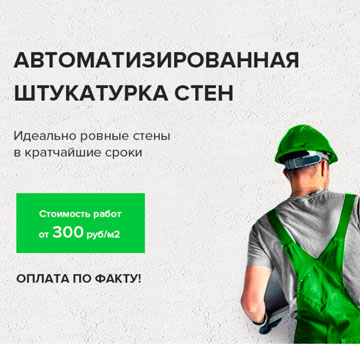 АВТОМАТИЗИРОВАННАЯ
ШТУКАТУРКА СТЕН
Идеально ровные стены
в кратчайшие сроки
Стоимость работ
от 300 руб/м2
ОПЛАТА ПО ФАКТУ!